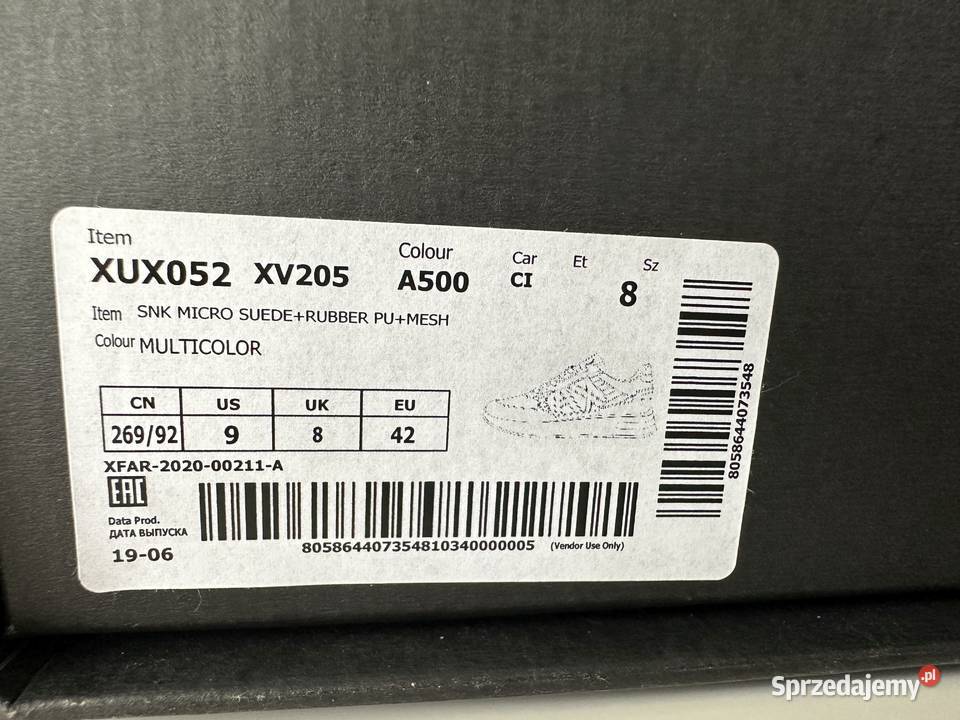 Item
XUX052 XV205
Colour
A500
Car
CI
Et
Sz
8
Item SNK MICRO SUEDE+RUBBER PU+MESH
Colour MULTICOLOR
CN US UK EU
269/92 9 8 42
XFAR-2020-00211-A
EAC
Data Prod.
ДАТА ВЫПУСКА
19-06
805864407354810340000005 (Vendor Use Only)
8058644073548
Sprzedajemy.pl